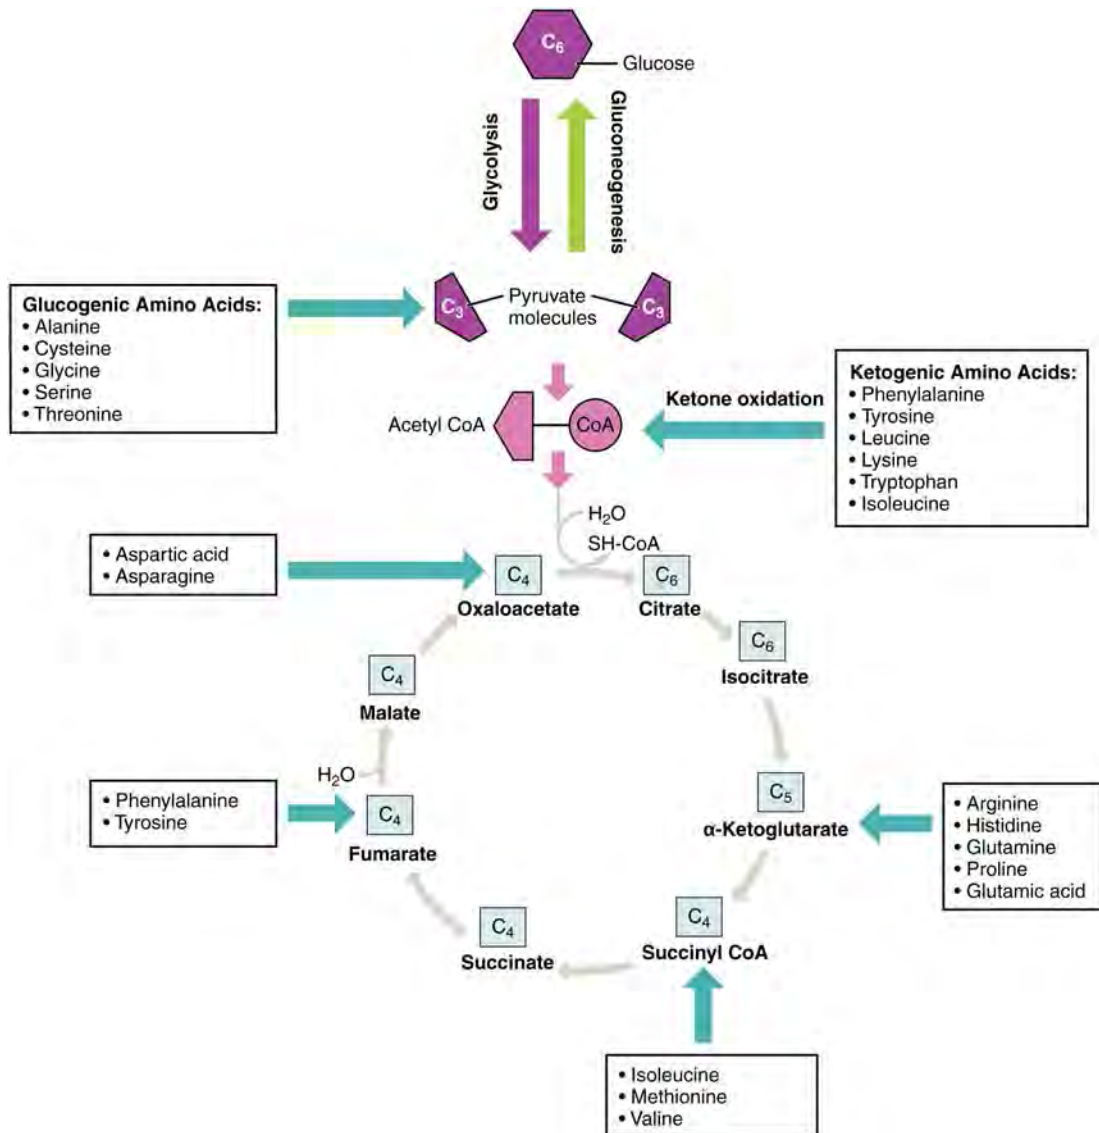 C₆
Glucose
Glycolysis
Gluconeogenesis
Glucogenic Amino Acids:
• Alanine
• Cysteine
• Glycine
• Serine
• Threonine
C₃
Pyruvate
molecules
C₃
Ketogenic Amino Acids:
• Phenylalanine
• Tyrosine
• Leucine
• Lysine
• Tryptophan
• Isoleucine
Ketone oxidation
Acetyl CoA
CoA
H₂O
SH-CoA
• Aspartic acid
• Asparagine
C₄
Oxaloacetate
C₆
Citrate
C₆
Isocitrate
C₄
Malate
H₂O
• Phenylalanine
• Tyrosine
C₄
Fumarate
C₅
α-Ketoglutarate
• Arginine
• Histidine
• Glutamine
• Proline
• Glutamic acid
C₄
Succinate
C₄
Succinyl CoA
• Isoleucine
• Methionine
• Valine